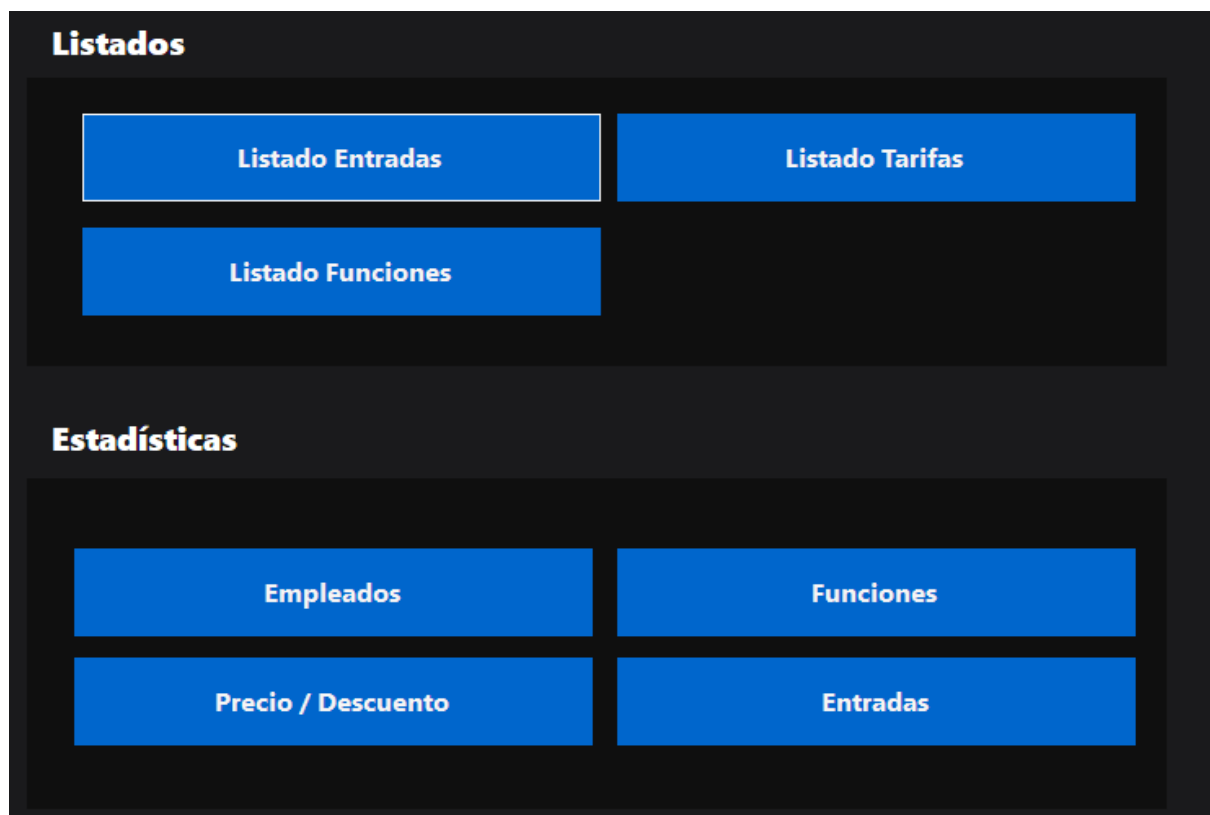 Listados
Listado Entradas
Listado Tarifas
Listado Funciones
Estadísticas
Empleados
Funciones
Precio / Descuento
Entradas